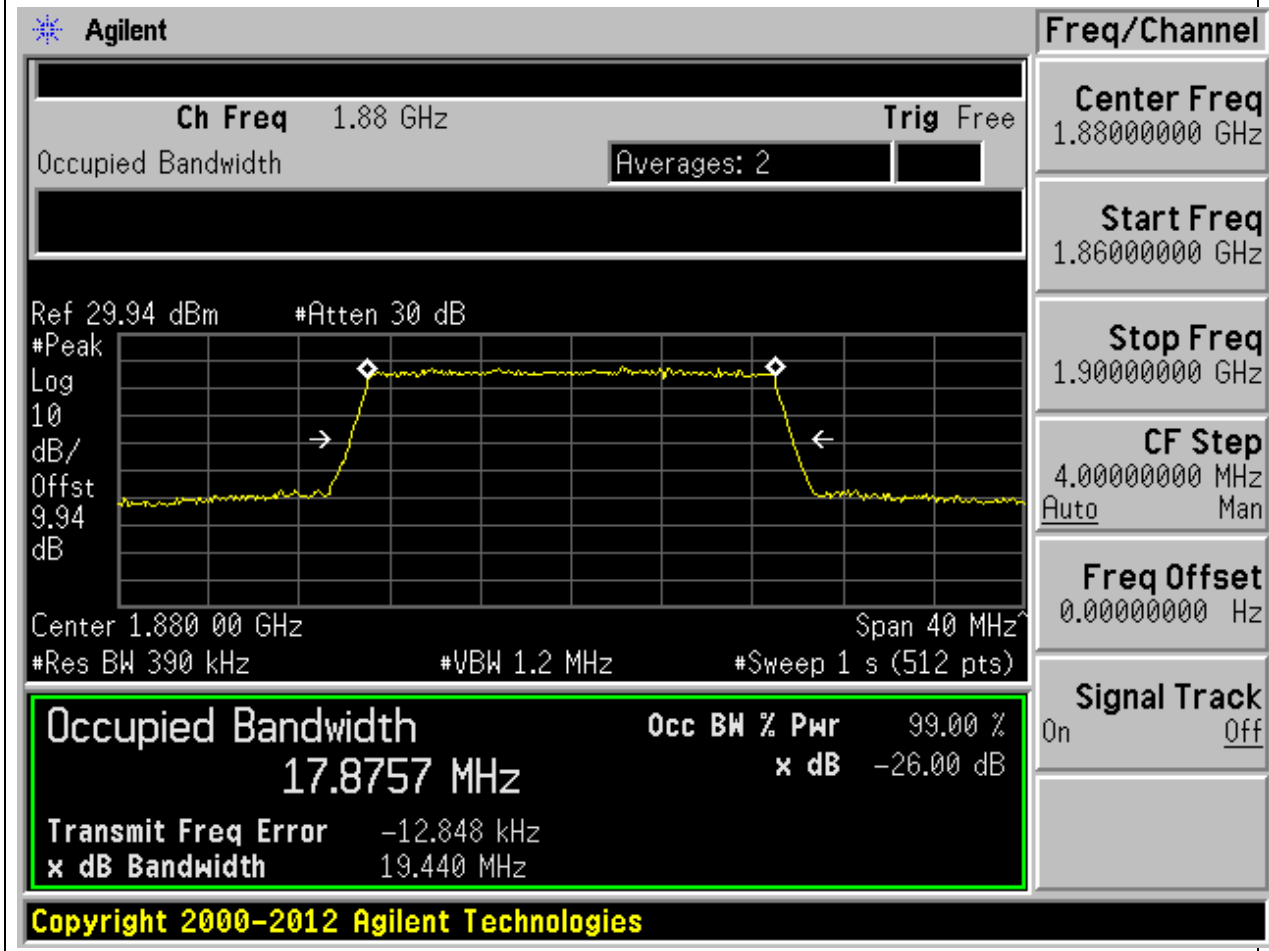 Agilent
Freq/Channel
Ch Freq 1.88 GHz Trig Free
Occupied Bandwidth Averages: 2
Center Freq
1.88000000 GHz
Start Freq
1.86000000 GHz
Stop Freq
1.90000000 GHz
CF Step
4.00000000 MHz
Auto Man
Freq Offset
0.00000000 Hz
Signal Track
On Off
Ref 29.94 dBm #Atten 30 dB
#Peak
Log
10
dB/
Offst
9.94
dB
Center 1.880 00 GHz Span 40 MHz^
#Res BW 390 kHz #VBW 1.2 MHz #Sweep 1 s (512 pts)
Occupied Bandwidth Occ BW % Pwr 99.00 %
17.8757 MHz x dB -26.00 dB
Transmit Freq Error -12.848 kHz
x dB Bandwidth 19.440 MHz
Copyright 2000-2012 Agilent Technologies